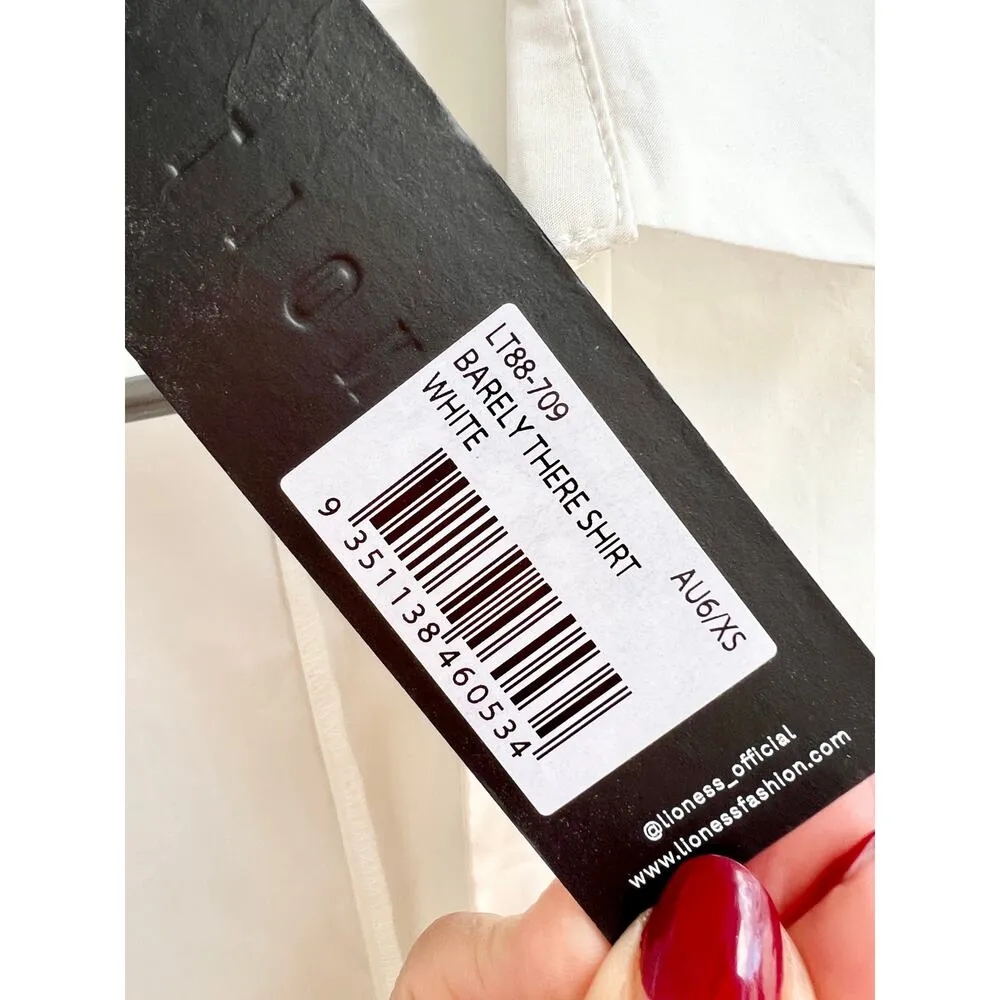 LT88-709
BARELY THERE SHIRT
WHITE
AU6/XS
9 351138 460534
@lioness_official
www.lionessfashion.com